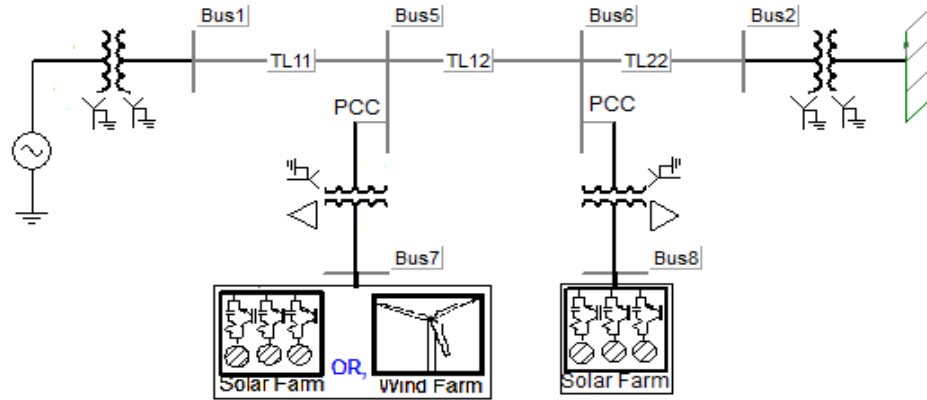 Bus1
Bus5
Bus6
Bus2
TL11
TL12
TL22
PCC
PCC
Bus7
Bus8
Solar Farm
OR,
Wind Farm
Solar Farm